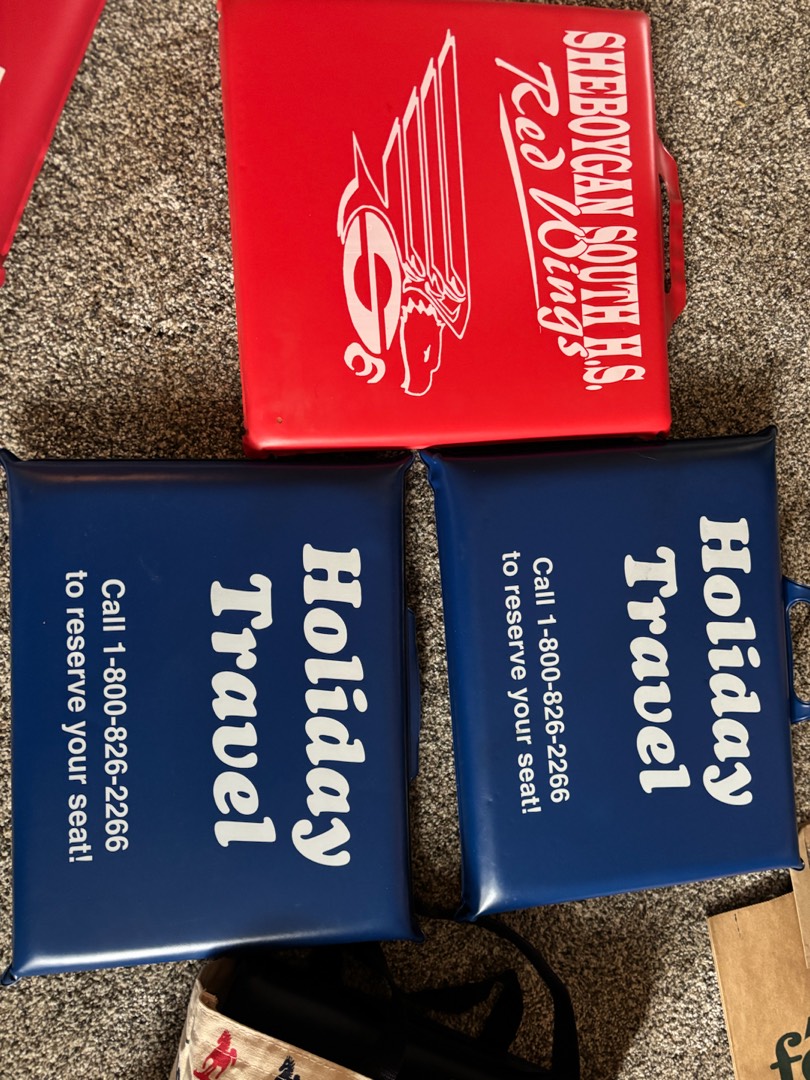 SHEBOYGAN SOUTH H.S.
Red Wings
S
Holiday
Travel
Call 1-800-826-2266
to reserve your seat!
Holiday
Travel
Call 1-800-826-2266
to reserve your seat!